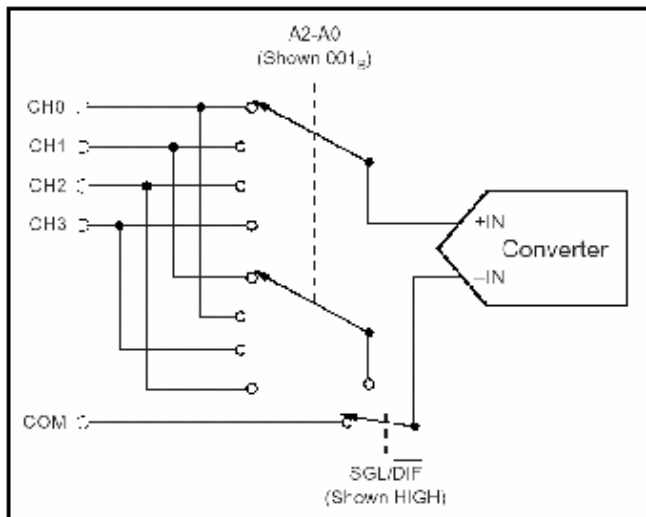 A2-A0
(Shown 001B)
CH0
CH1
CH2
CH3
+IN
Converter
–IN
COM
SGL/DIF
(Shown HIGH)